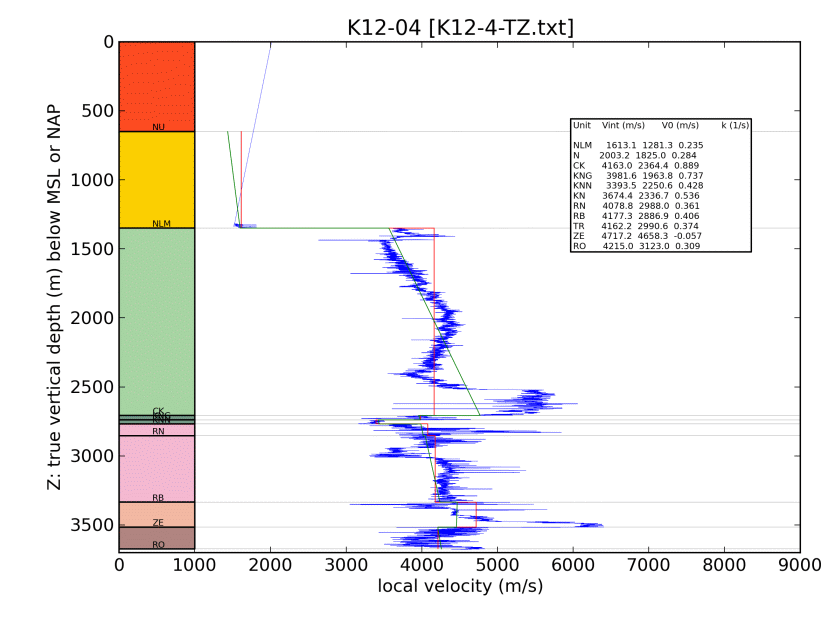 K12-04 [K12-4-TZ.txt]
Z: true vertical depth (m) below MSL or NAP
0
500
1000
1500
2000
2500
3000
3500
NU
NLM
CK
RN
RB
ZE
RO
Unit Vint (m/s) V0 (m/s) k (1/s)
NLM 1613.1 1281.3 0.235
N 2003.2 1825.0 0.284
CK 4163.0 2364.4 0.889
KNG 3981.6 1963.8 0.737
KNN 3393.5 2250.6 0.428
KN 3674.4 2336.7 0.536
RN 4078.8 2988.0 0.361
RB 4177.3 2886.9 0.406
TR 4162.2 2990.6 0.374
ZE 4717.2 4658.3 -0.057
RO 4215.0 3123.0 0.309
0 1000 2000 3000 4000 5000 6000 7000 8000 9000
local velocity (m/s)